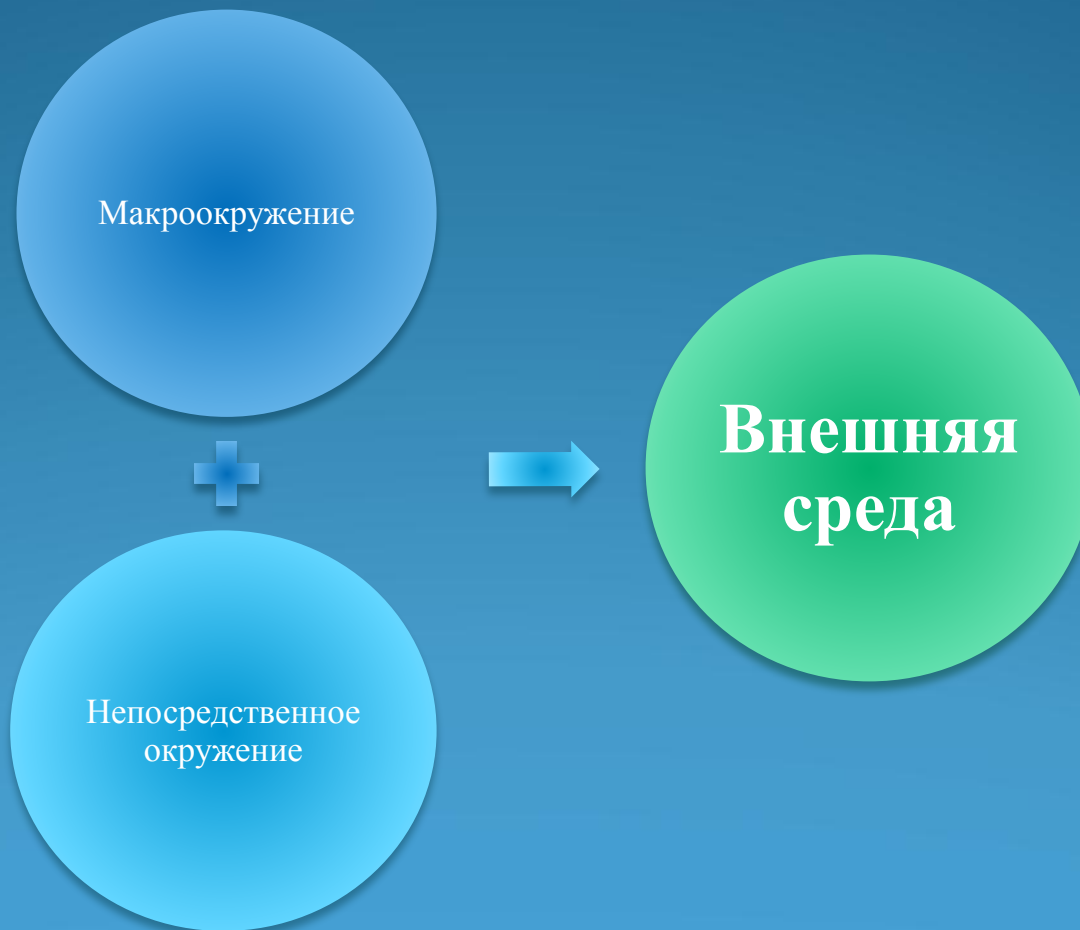 Макроокружение
Непосредственное
окружение
Внешняя
среда